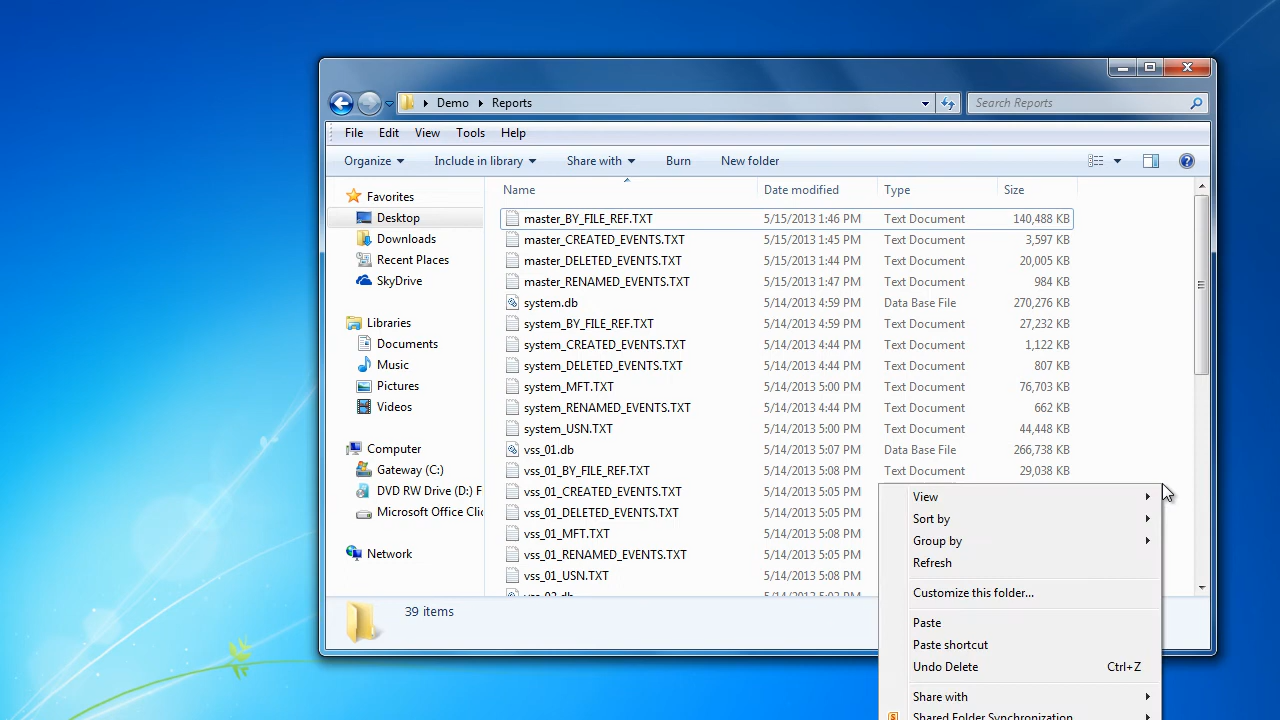 Demo Reports
Search Reports
File Edit View Tools Help
Organize Include in library Share with Burn New folder
Name Date modified Type Size
Favorites
Desktop
Downloads
Recent Places
SkyDrive
Libraries
Documents
Music
Pictures
Videos
Computer
Gateway (C:)
DVD RW Drive (D:) F
Microsoft Office Clic
Network
master_BY_FILE_REF.TXT 5/15/2013 1:46 PM Text Document 140,488 KB
master_CREATED_EVENTS.TXT 5/15/2013 1:45 PM Text Document 3,597 KB
master_DELETED_EVENTS.TXT 5/15/2013 1:44 PM Text Document 20,005 KB
master_RENAMED_EVENTS.TXT 5/15/2013 1:47 PM Text Document 984 KB
system.db 5/14/2013 4:59 PM Data Base File 270,276 KB
system_BY_FILE_REF.TXT 5/14/2013 4:59 PM Text Document 27,232 KB
system_CREATED_EVENTS.TXT 5/14/2013 4:44 PM Text Document 1,122 KB
system_DELETED_EVENTS.TXT 5/14/2013 4:44 PM Text Document 807 KB
system_MFT.TXT 5/14/2013 5:00 PM Text Document 76,703 KB
system_RENAMED_EVENTS.TXT 5/14/2013 4:44 PM Text Document 662 KB
system_USN.TXT 5/14/2013 5:00 PM Text Document 44,448 KB
vss_01.db 5/14/2013 5:07 PM Data Base File 266,738 KB
vss_01_BY_FILE_REF.TXT 5/14/2013 5:08 PM Text Document 29,038 KB
vss_01_CREATED_EVENTS.TXT 5/14/2013 5:05 PM
vss_01_DELETED_EVENTS.TXT 5/14/2013 5:05 PM
vss_01_MFT.TXT 5/14/2013 5:08 PM
vss_01_RENAMED_EVENTS.TXT 5/14/2013 5:05 PM
vss_01_USN.TXT 5/14/2013 5:08 PM
39 items
View
Sort by
Group by
Refresh
Customize this folder...
Paste
Paste shortcut
Undo Delete Ctrl+Z
Share with
Shared Folder Synchronization